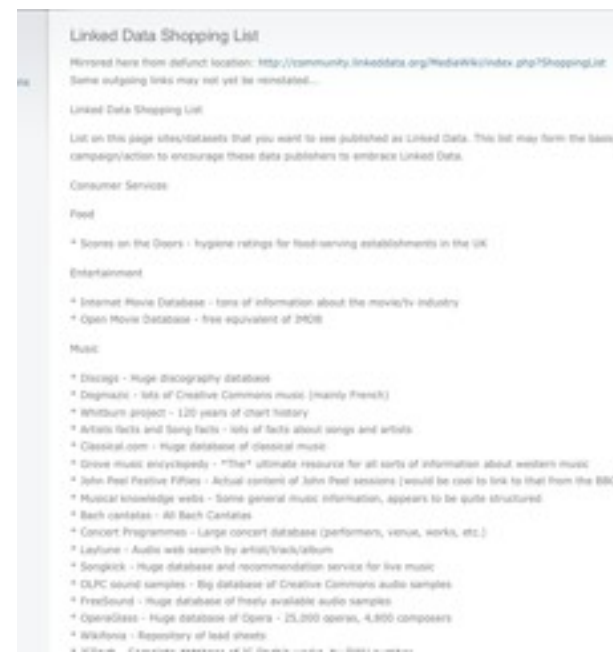 Linked Data Shopping List
Mirrored here from defunct location: http://community.linkeddata.org/MediaWiki/index.php?ShoppingList
Some outgoing links may not yet be reinstated...
Linked Data Shopping List
List on this page sites/datasets that you want to see published as Linked Data. This list may form the basis
campaign/action to encourage these data publishers to embrace Linked Data.
Consumer Services
Food
* Scores on the Doors - hygiene ratings for food-serving establishments in the UK
Entertainment
* Internet Movie Database - tons of information about the movie/tv industry
* Open Movie Database - free equivalent of IMDB
Music
* Discogs - Huge discography database
* Dogmazic - lots of Creative Commons music (mainly French)
* Whitburn project - 120 years of chart history
* Artists facts and Song facts - lots of facts about songs and artists
* Classical.com - Huge database of classical music
* Grove music encyclopedy - *The* ultimate resource for all sorts of information about western music
* John Peel Festive Fifties - Actual content of John Peel sessions (would be cool to link to that from the BBC
* Musical knowledge webs - Some general music information, appears to be quite structured
* Bach cantatas - All Bach Cantatas
* Concert Programmes - Large concert database (performers, venue, works, etc.)
* Laytune - Audio web search by artist/track/album
* Songkick - Huge database and recommendation service for live music
* OLPC sound samples - Big database of Creative Commons audio samples
* FreeSound - Huge database of freely available audio samples
* OperaGlass - Huge database of Opera - 25,000 operas, 4,800 composers
* Wikifonia - Repository of lead sheets